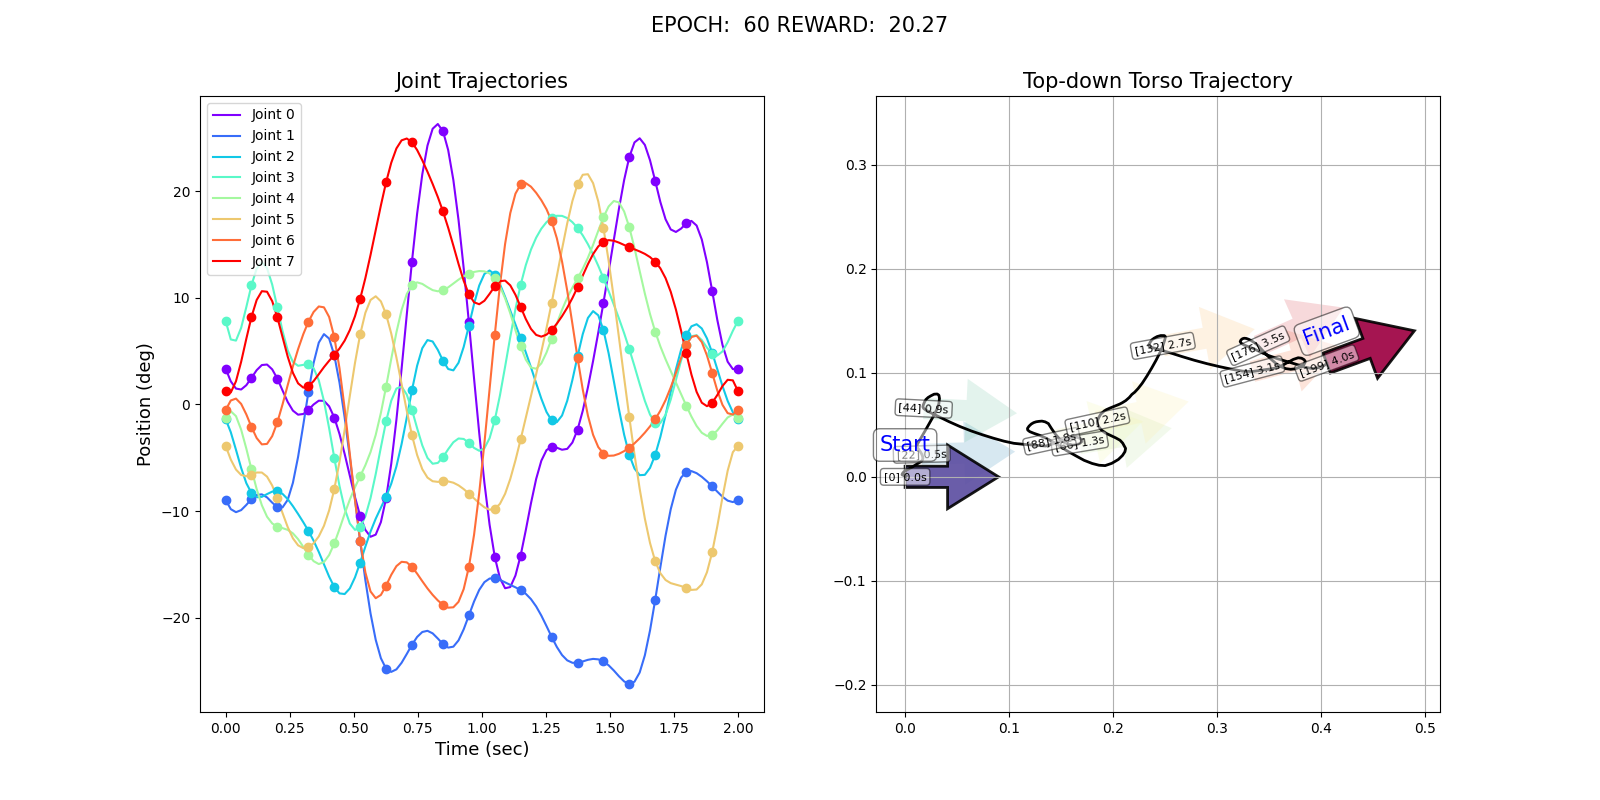 EPOCH:  60 REWARD:  20.27
Joint Trajectories
Joint 0
Joint 1
Joint 2
Joint 3
Joint 4
Joint 5
Joint 6
Joint 7
Position (deg)
20
10
0
−10
−20
0.00 0.25 0.50 0.75 1.00 1.25 1.50 1.75 2.00
Time (sec)
Top-down Torso Trajectory
0.3
0.2
0.1
0.0
−0.1
−0.2
0.0 0.1 0.2 0.3 0.4 0.5
Start
Final
[0] 0.0s
[22] 0.5s
[44] 0.9s
1.3s
[88] 1.8s
[110] 2.2s
[132] 2.7s
[154] 3.1s
[176] 3.5s
[199] 4.0s